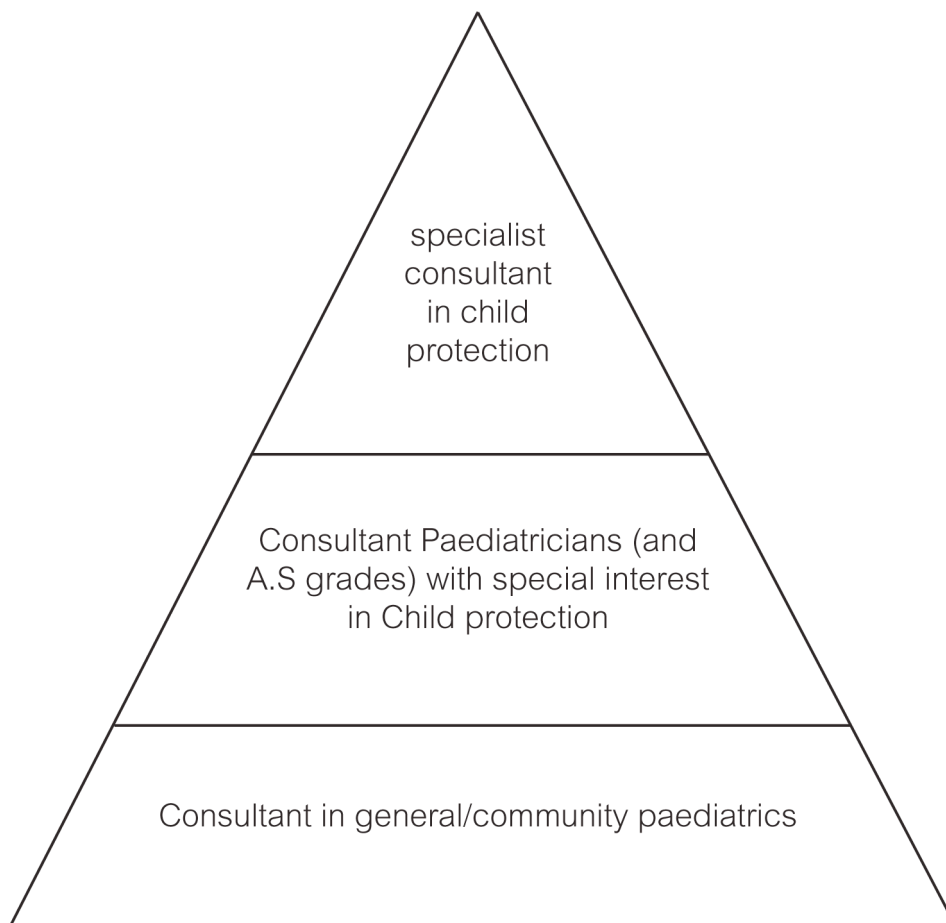 specialist
consultant
in child
protection
Consultant Paediatricians (and
A.S grades) with special interest
in Child protection
Consultant in general/community paediatrics